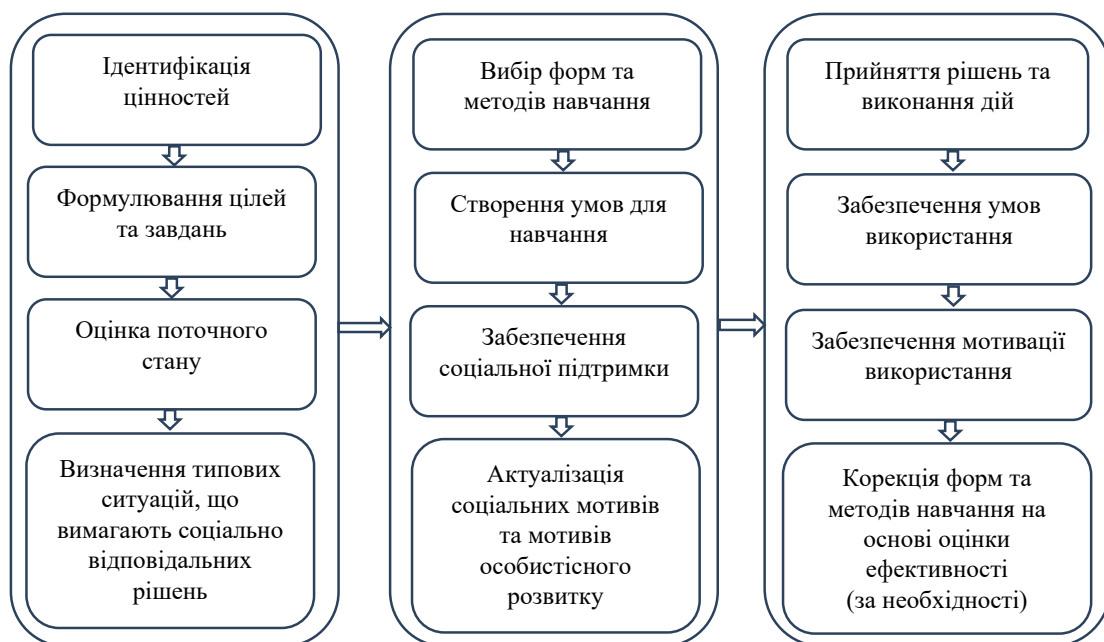 Ідентифікація
цінностей
Формулювання цілей
та завдань
Оцінка поточного
стану
Визначення типових
ситуацій, що
вимагають соціально
відповідальних
рішень
Вибір форм та
методів навчання
Створення умов для
навчання
Забезпечення
соціальної підтримки
Актуалізація
соціальних мотивів
та мотивів
особистісного
розвитку
Прийняття рішень та
виконання дій
Забезпечення умов
використання
Забезпечення мотивації
використання
Корекція форм та
методів навчання на
основі оцінки
ефективності
(за необхідності)